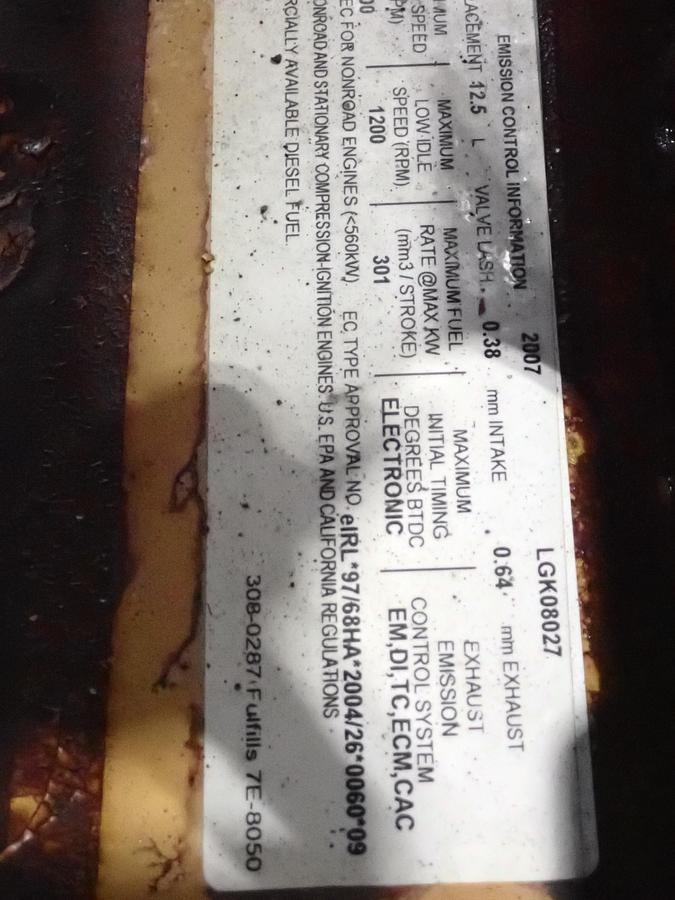 EMISSION CONTROL INFORMATION 2007 LGK08027
ACEMENT 12.5 L VALVE LASH. 0.38 mm INTAKE 0.64 mm EXHAUST
MUM MAXIMUM MAXIMUM FUEL MAXIMUM EXHAUST
SPEED LOW IDLE RATE @MAX KW INITIAL TIMING EMISSION
PM) SPEED (RPM) (mm3 / STROKE) DEGREES BTDC CONTROL SYSTEM
00 1200 301 ELECTRONIC EM,DI,TC,ECM,CAC
EC FOR NONROAD ENGINES (<560KW) EC TYPE APPROVAL NO. eIRL*97/68HA*2004/26*0060*09
ONROAD AND STATIONARY COMPRESSION-IGNITION ENGINES. U.S. EPA AND CALIFORNIA REGULATIONS
RCIALLY AVAILABLE DIESEL FUEL
308-0287 Fulfills 7E-8050